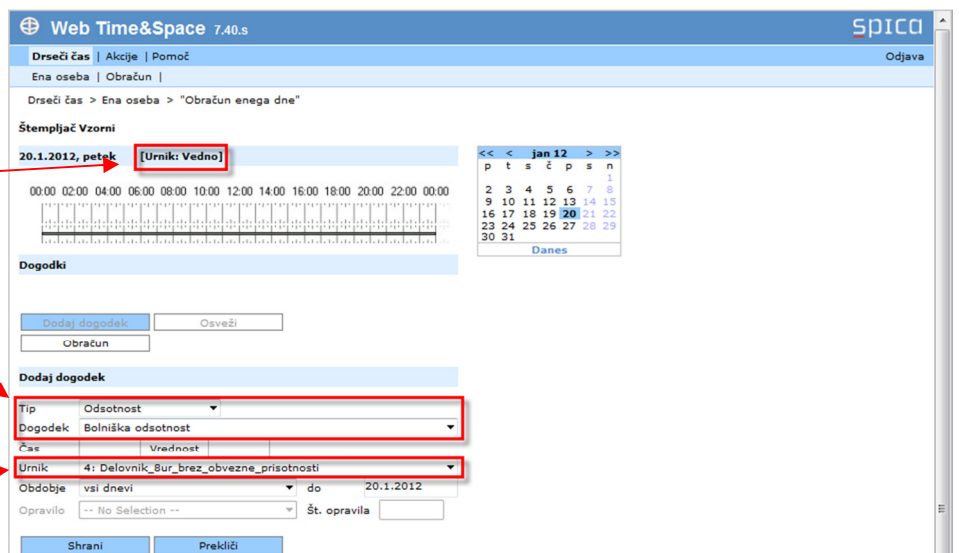 Web Time&Space 7.40.s
spica
Drseči čas | Akcije | Pomoč
Odjava
Ena oseba | Obračun |
Drseči čas > Ena oseba > "Obračun enega dne"
Štempljač Vzorni
20.1.2012, petek [Urnik: Vedno]
00:00 02:00 04:00 06:00 08:00 10:00 12:00 14:00 16:00 18:00 20:00 22:00 00:00
<< < jan 12 > >>
p t s č p s n
1
2 3 4 5 6 7 8
9 10 11 12 13 14 15
16 17 18 19 20 21 22
23 24 25 26 27 28 29
30 31
Danes
Dogodki
Dodaj dogodek Osveži
Obračun
Dodaj dogodek
Tip Odsotnost
Dogodek Bolniška odsotnost
Čas Vrednost
Urnik 4: Delovnik_8ur_brez_obvezne_prisotnosti
Obdobje vsi dnevi do 20.1.2012
Opravilo -- No Selection -- Št. opravila
Shrani Prekliči